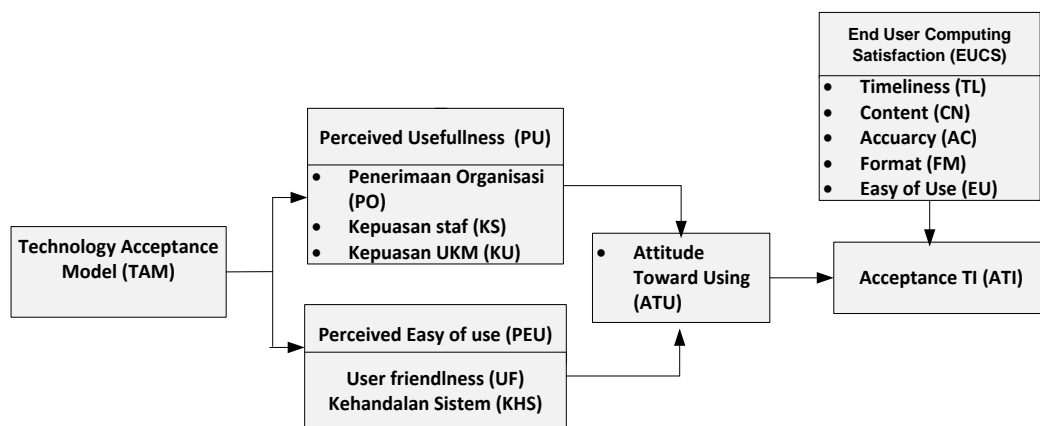 Technology Acceptance
Model (TAM)
Perceived Usefullness (PU)
• Penerimaan Organisasi
(PO)
• Kepuasan staf (KS)
• Kepuasan UKM (KU)
Perceived Easy of use (PEU)
User friendlness (UF)
Kehandalan Sistem (KHS)
• Attitude
Toward Using
(ATU)
End User Computing
Satisfaction (EUCS)
• Timeliness (TL)
• Content (CN)
• Accuarcy (AC)
• Format (FM)
• Easy of Use (EU)
Acceptance TI (ATI)